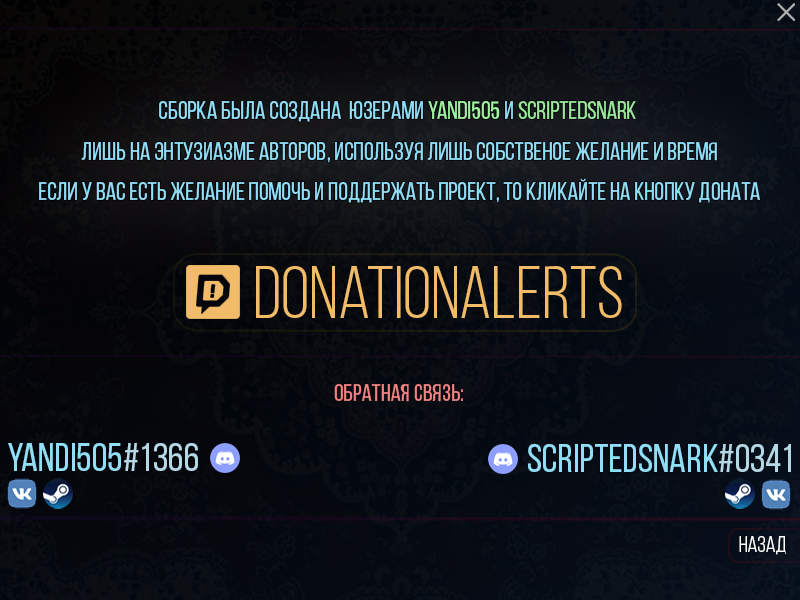 СБОРКА БЫЛА СОЗДАНА ЮЗЕРАМИ YANDI505 И SCRIPTEDSNARK
ЛИШЬ НА ЭНТУЗИАЗМЕ АВТОРОВ, ИСПОЛЬЗУЯ ЛИШЬ СОБСТВЕНОЕ ЖЕЛАНИЕ И ВРЕМЯ
ЕСЛИ У ВАС ЕСТЬ ЖЕЛАНИЕ ПОМОЧЬ И ПОДДЕРЖАТЬ ПРОЕКТ, ТО КЛИКАЙТЕ НА КНОПКУ ДОНАТА
DONATIONALERTS
ОБРАТНАЯ СВЯЗЬ:
YANDI505#1366
SCRIPTEDSNARK#0341
НАЗАД